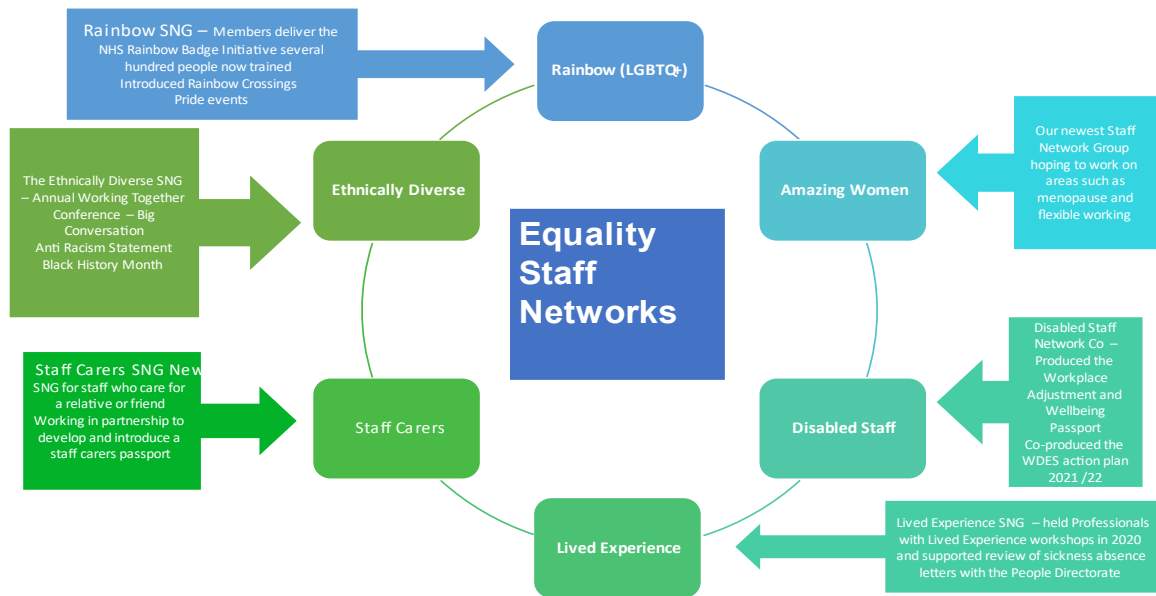 Rainbow SNG – Members deliver the
NHS Rainbow Badge Initiative several
hundred people now trained
Introduced Rainbow Crossings
Pride events
Rainbow (LGBTQ+)
The Ethnically Diverse SNG
– Annual Working Together
Conference – Big
Conversation
Anti Racism Statement
Black History Month
Ethnically Diverse
Amazing Women
Our newest Staff
Network Group
hoping to work on
areas such as
menopause and
flexible working
Equality
Staff
Networks
Staff Carers SNG New
SNG for staff who care for
a relative or friend
Working in partnership to
develop and introduce a
staff carers passport
Staff Carers
Disabled Staff
Disabled Staff
Network Co –
Produced the
Workplace
Adjustment and
Wellbeing
Passport
Co-produced the
WDES action plan
2021 /22
Lived Experience
Lived Experience SNG – held Professionals
with Lived Experience workshops in 2020
and supported review of sickness absence
letters with the People Directorate